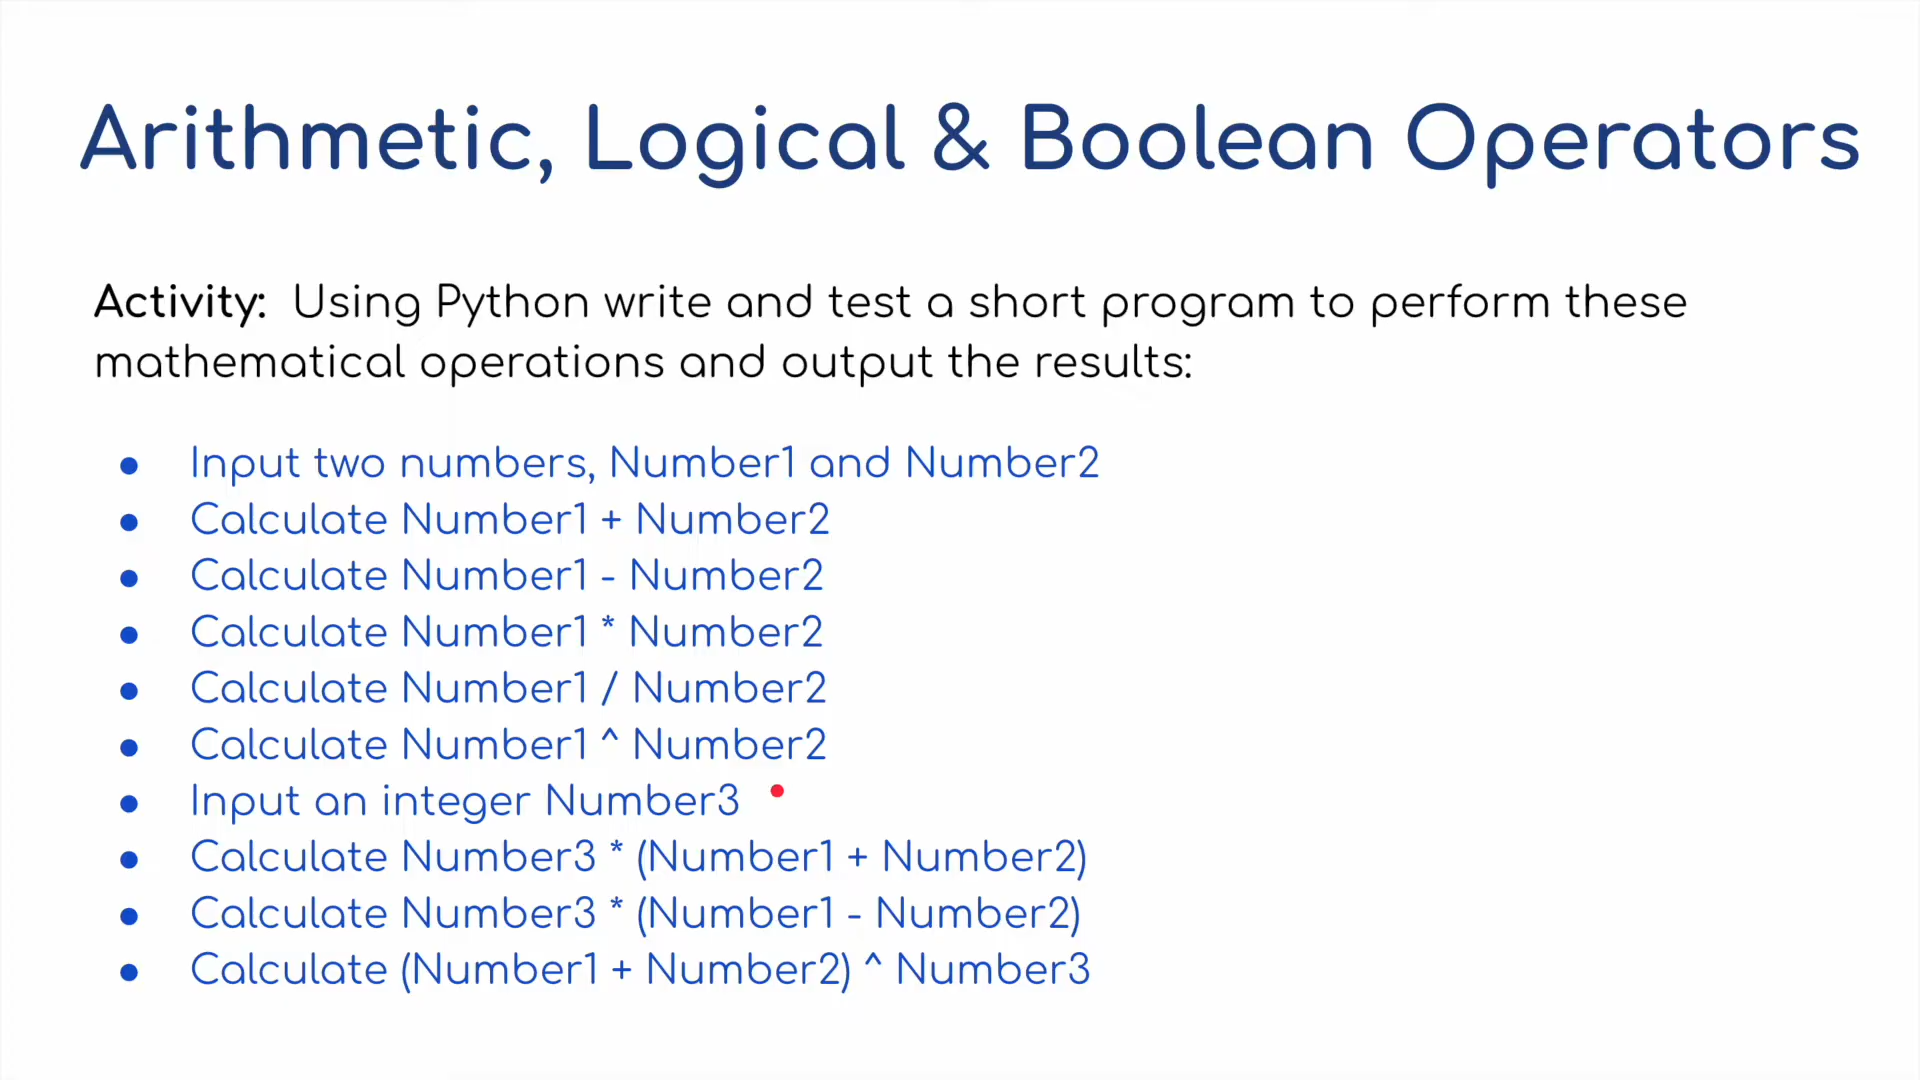 Arithmetic, Logical & Boolean Operators
Activity: Using Python write and test a short program to perform these
mathematical operations and output the results:
● Input two numbers, Number1 and Number2
● Calculate Number1 + Number2
● Calculate Number1 - Number2
● Calculate Number1 * Number2
● Calculate Number1 / Number2
● Calculate Number1 ^ Number2
● Input an integer Number3
● Calculate Number3 * (Number1 + Number2)
● Calculate Number3 * (Number1 - Number2)
● Calculate (Number1 + Number2) ^ Number3